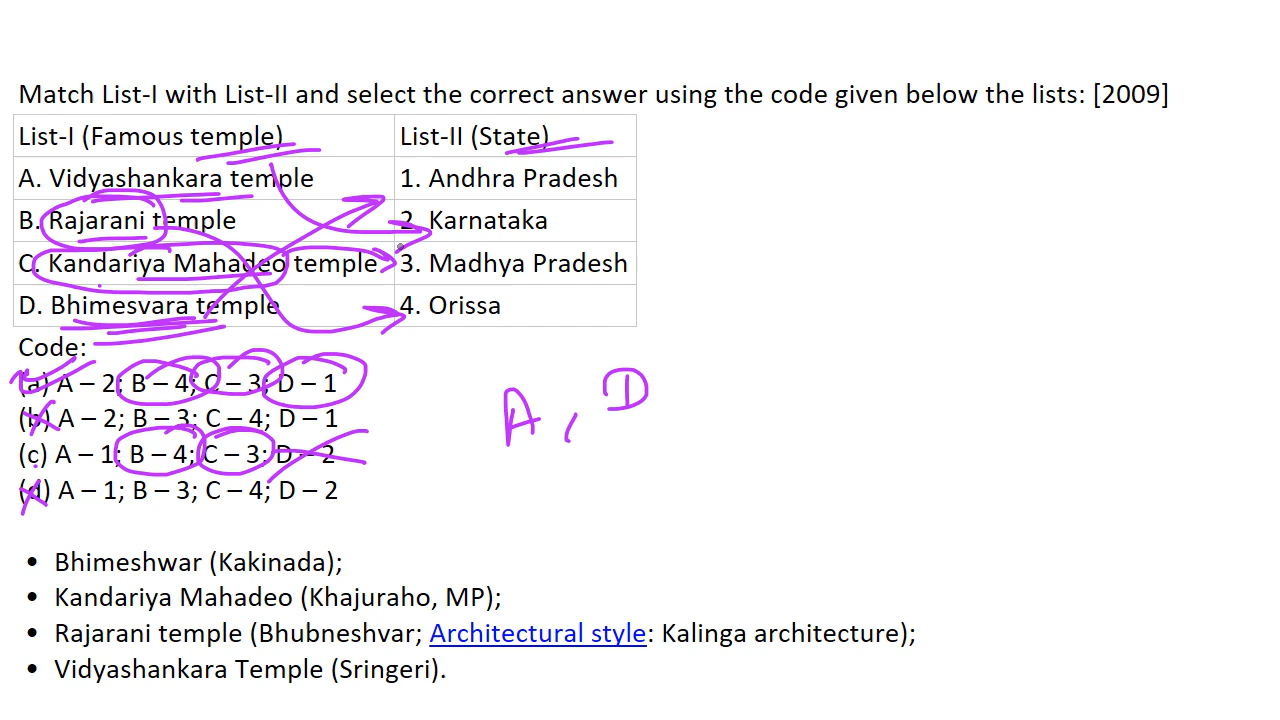 Match List-I with List-II and select the correct answer using the code given below the lists: [2009]
List-I (Famous temple) List-II (State)
A. Vidyashankara temple 1. Andhra Pradesh
B. Rajarani temple 2. Karnataka
C. Kandariya Mahadeo temple 3. Madhya Pradesh
D. Bhimesvara temple 4. Orissa
Code:
(a) A – 2; B – 4; C – 3; D – 1
(b) A – 2; B – 3; C – 4; D – 1
(c) A – 1; B – 4; C – 3; D – 2
(d) A – 1; B – 3; C – 4; D – 2
A, D
• Bhimeshwar (Kakinada);
• Kandariya Mahadeo (Khajuraho, MP);
• Rajarani temple (Bhubneshvar; Architectural style: Kalinga architecture);
• Vidyashankara Temple (Sringeri).